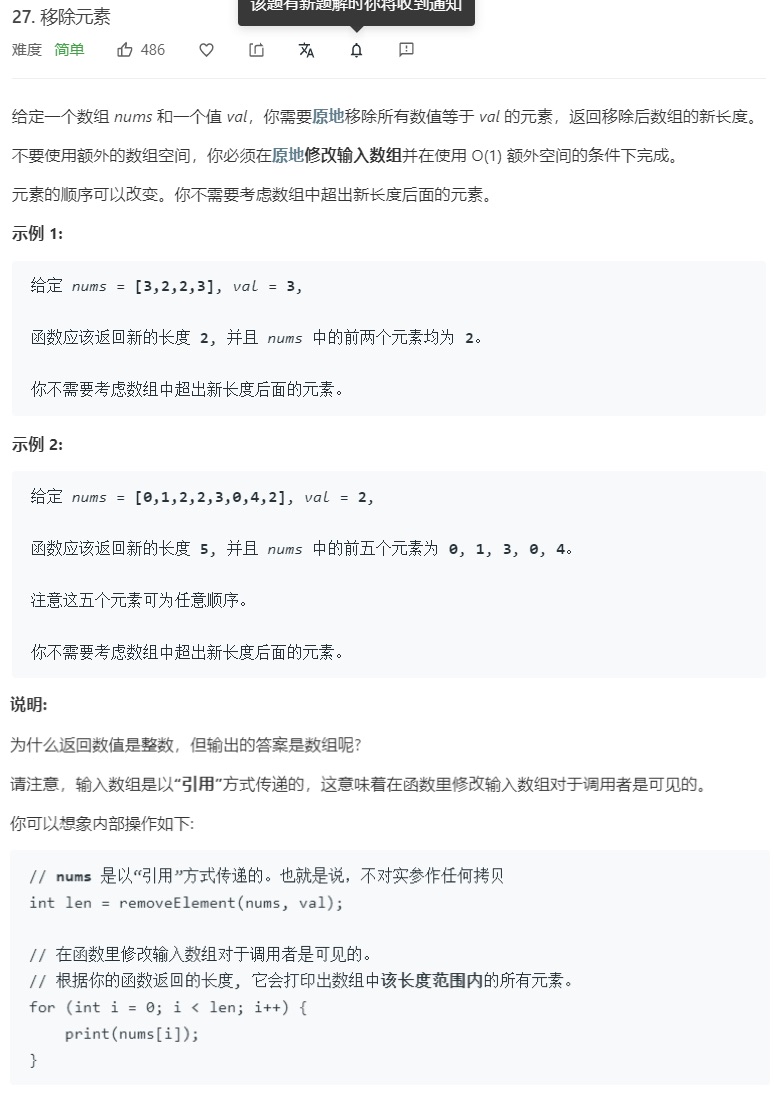 该题有新题解时你将收到通知
27. 移除元素
难度 简单 486
给定一个数组 nums 和一个值 val，你需要原地移除所有数值等于 val 的元素，返回移除后数组的新长度。
不要使用额外的数组空间，你必须在原地修改输入数组并在使用 O(1) 额外空间的条件下完成。
元素的顺序可以改变。你不需要考虑数组中超出新长度后面的元素。
示例 1:
给定 nums = [3,2,2,3], val = 3,
函数应该返回新的长度 2, 并且 nums 中的前两个元素均为 2。
你不需要考虑数组中超出新长度后面的元素。
示例 2:
给定 nums = [0,1,2,2,3,0,4,2], val = 2,
函数应该返回新的长度 5, 并且 nums 中的前五个元素为 0, 1, 3, 0, 4。
注意这五个元素可为任意顺序。
你不需要考虑数组中超出新长度后面的元素。
说明:
为什么返回数值是整数，但输出的答案是数组呢?
请注意，输入数组是以“引用”方式传递的，这意味着在函数里修改输入数组对于调用者是可见的。
你可以想象内部操作如下:
// nums 是以“引用”方式传递的。也就是说，不对实参作任何拷贝
int len = removeElement(nums, val);
// 在函数里修改输入数组对于调用者是可见的。
// 根据你的函数返回的长度, 它会打印出数组中该长度范围内的所有元素。
for (int i = 0; i < len; i++) {
    print(nums[i]);
}